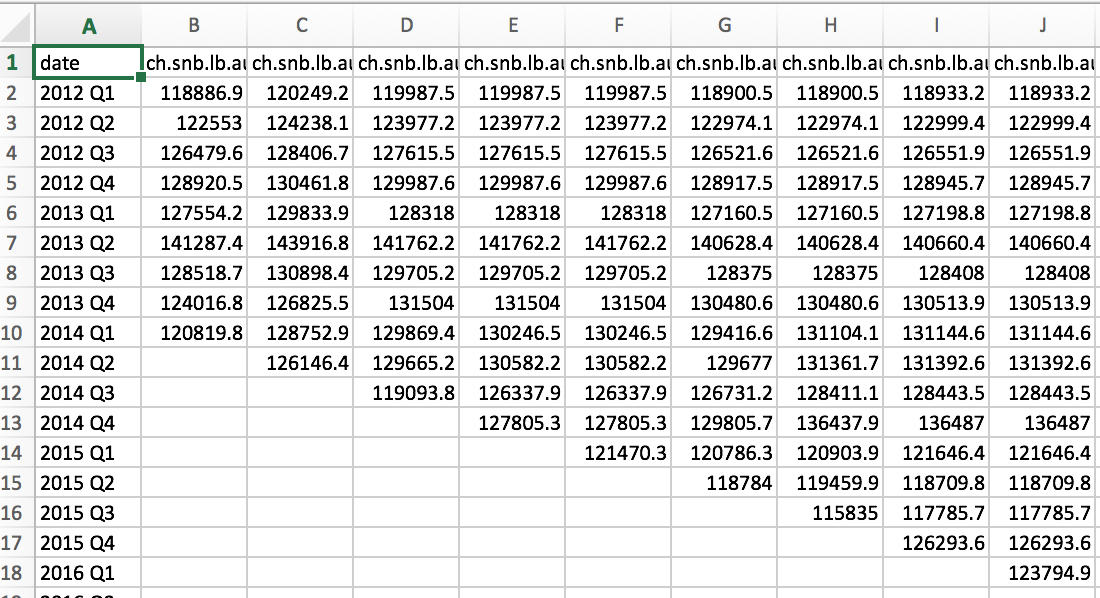 A B C D E F G H I J
1 date ch.snb.lb.au ch.snb.lb.au ch.snb.lb.au ch.snb.lb.au ch.snb.lb.au ch.snb.lb.au ch.snb.lb.au ch.snb.lb.au ch.snb.lb.au
2 2012 Q1 118886.9 120249.2 119987.5 119987.5 119987.5 118900.5 118900.5 118933.2 118933.2
3 2012 Q2 122553 124238.1 123977.2 123977.2 123977.2 122974.1 122974.1 122999.4 122999.4
4 2012 Q3 126479.6 128406.7 127615.5 127615.5 127615.5 126521.6 126521.6 126551.9 126551.9
5 2012 Q4 128920.5 130461.8 129987.6 129987.6 129987.6 128917.5 128917.5 128945.7 128945.7
6 2013 Q1 127554.2 129833.9 128318 128318 128318 127160.5 127160.5 127198.8 127198.8
7 2013 Q2 141287.4 143916.8 141762.2 141762.2 141762.2 140628.4 140628.4 140660.4 140660.4
8 2013 Q3 128518.7 130898.4 129705.2 129705.2 129705.2 128375 128375 128408 128408
9 2013 Q4 124016.8 126825.5 131504 131504 131504 130480.6 130480.6 130513.9 130513.9
10 2014 Q1 120819.8 128752.9 129869.4 130246.5 130246.5 129416.6 131104.1 131144.6 131144.6
11 2014 Q2 126146.4 129665.2 130582.2 130582.2 129677 131361.7 131392.6 131392.6
12 2014 Q3 119093.8 126337.9 126337.9 126731.2 128411.1 128443.5 128443.5
13 2014 Q4 127805.3 127805.3 129805.7 136437.9 136487 136487
14 2015 Q1 121470.3 120786.3 120903.9 121646.4 121646.4
15 2015 Q2 118784 119459.9 118709.8 118709.8
16 2015 Q3 115835 117785.7 117785.7
17 2015 Q4 126293.6 126293.6
18 2016 Q1 123794.9